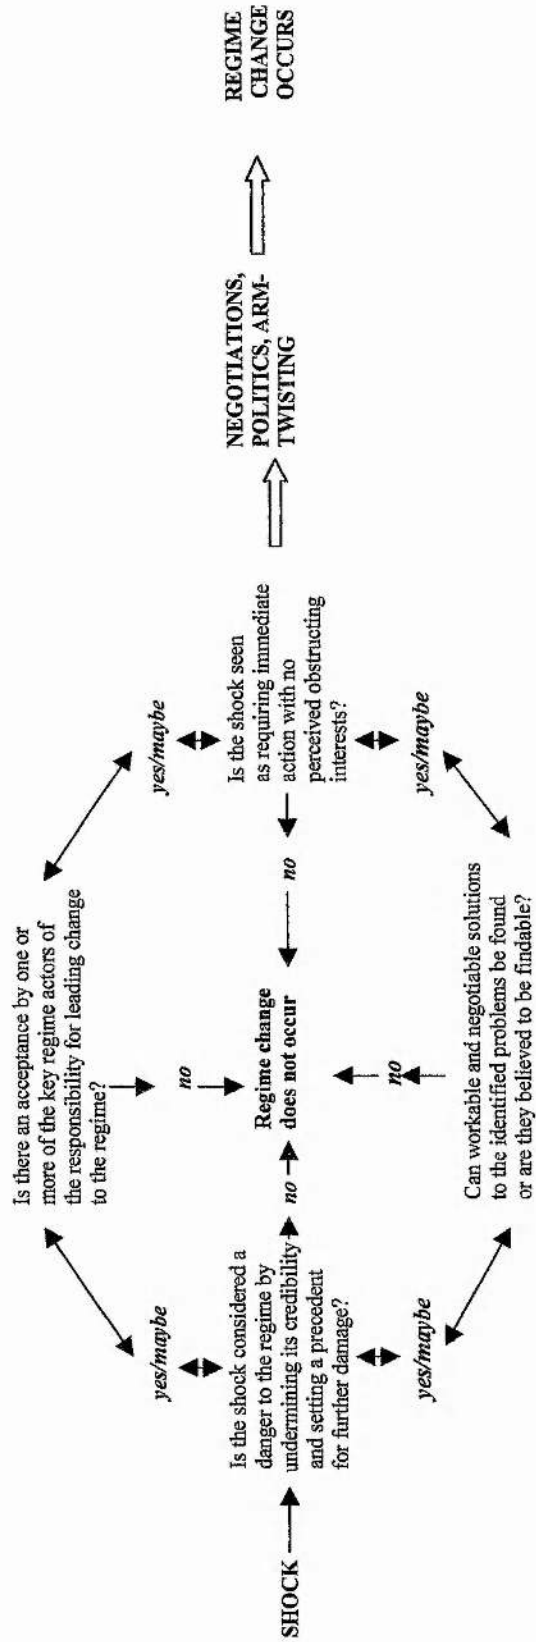 SHOCK
Is the shock considered a
danger to the regime by
undermining its credibility
and setting a precedent
for further damage?
yes/maybe
yes/maybe
no
Is there an acceptance by one or
more of the key regime actors of
the responsibility for leading change
to the regime?
no
Regime change
does not occur
no
Can workable and negotiable solutions
to the identified problems be found
or are they believed to be findable?
no
yes/maybe
Is the shock seen
as requiring immediate
action with no
perceived obstructing
interests?
yes/maybe
NEGOTIATIONS,
POLITICS, ARM-
TWISTING
REGIME
CHANGE
OCCURS